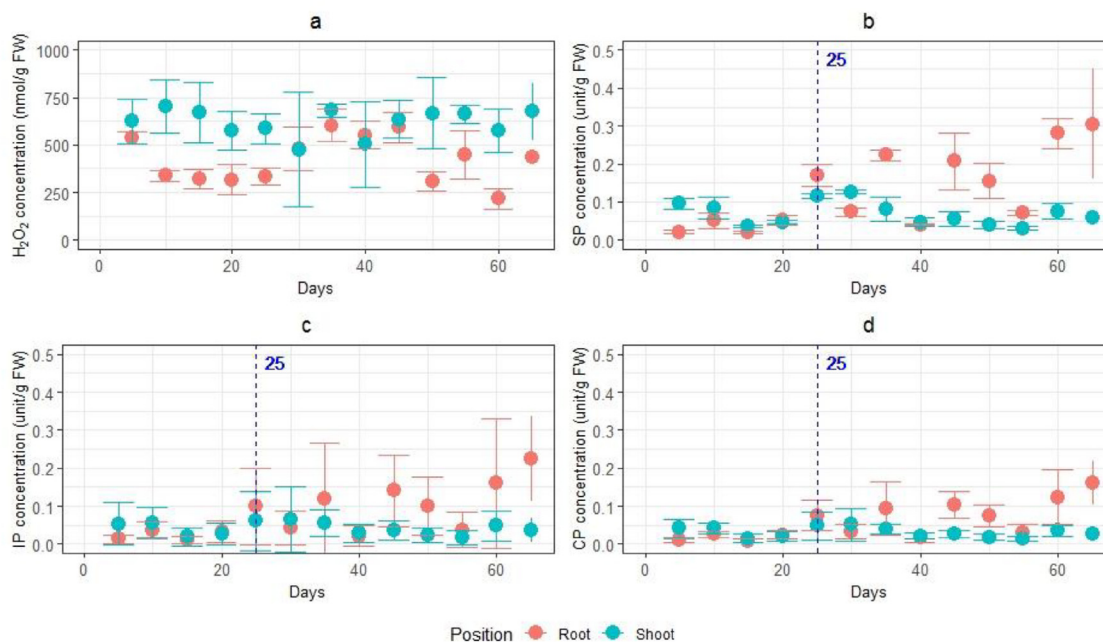 a
H₂O₂ concentration (nmol/g FW)
1000
750
500
250
0
0 20 40 60
Days
b
SP concentration (unit/g FW)
0.5
0.4
0.3
0.2
0.1
0.0
25
0 20 40 60
Days
c
IP concentration (unit/g FW)
0.5
0.4
0.3
0.2
0.1
0.0
25
0 20 40 60
Days
d
CP concentration (unit/g FW)
0.5
0.4
0.3
0.2
0.1
0.0
25
0 20 40 60
Days
Position Root Shoot